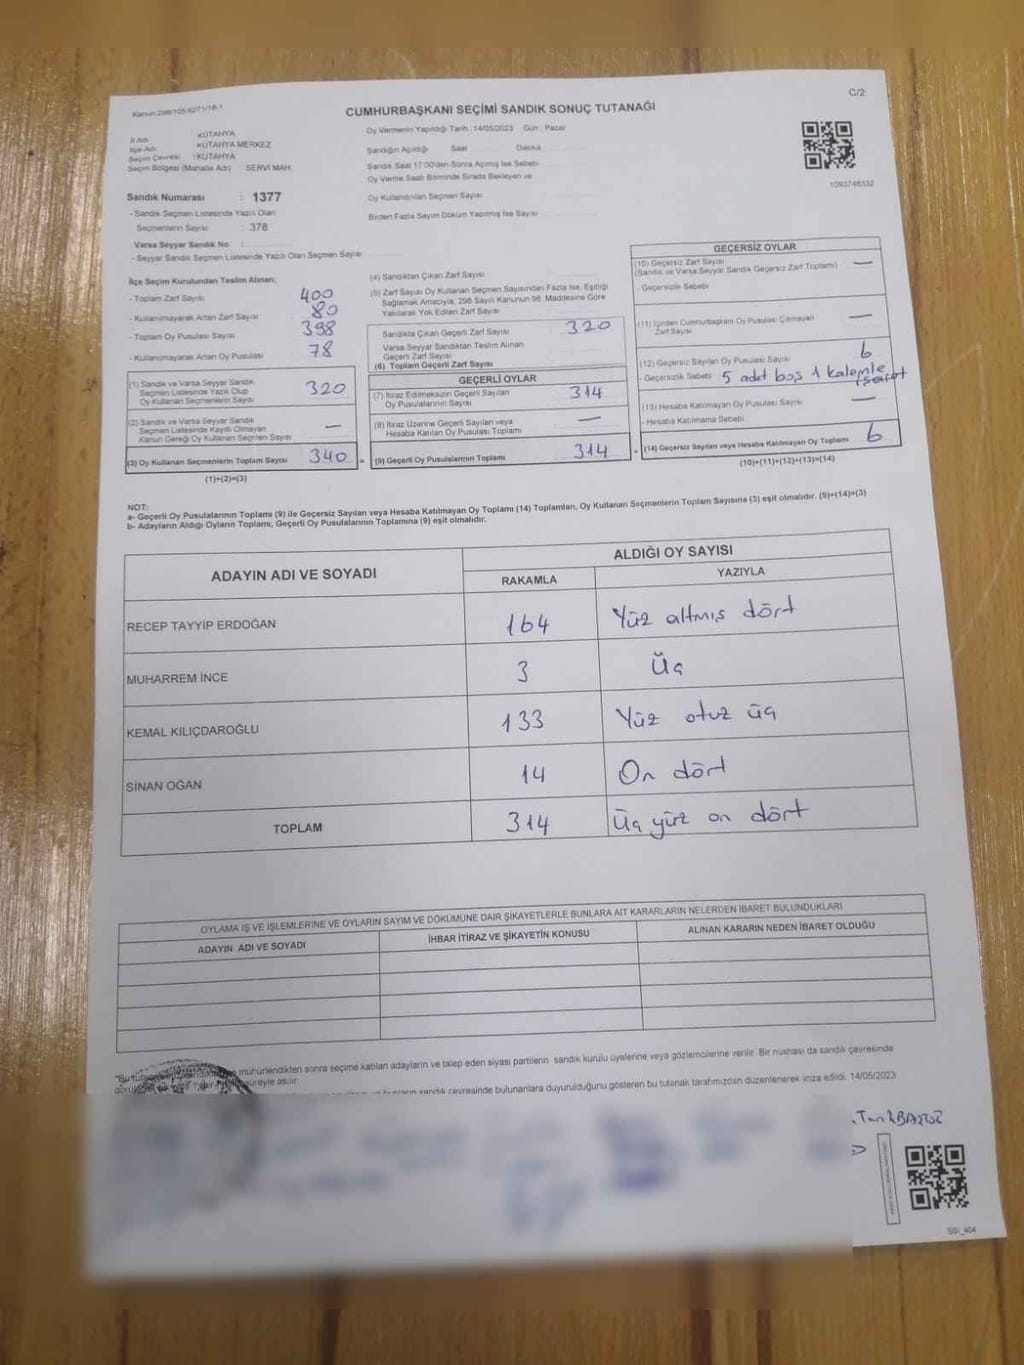 Kanun:298/105,6271/18-1
C/2
CUMHURBAŞKANI SEÇİMİ SANDIK SONUÇ TUTANAĞI
İl Adı : KÜTAHYA
İlçe Adı : KÜTAHYA MERKEZ
Seçim Çevresi : KÜTAHYA
Seçim Bölgesi (Mahalle Adı) SERVİ MAH.
Oy Vermenin Yapıldığı Tarih :14/05/2023 Gün : Pazar
Sandığın Açıldığı Saat Dakika
Sandık Saat 17:00'den Sonra Açılmış İse Sebebi
Oy Verme Saati Bitiminde Sırada Bekleyen ve
Oy Kullandırılan Seçmen Sayısı
Birden Fazla Sayım Döküm Yapılmış İse Sayısı
1093748332
Sandık Numarası : 1377
- Sandık Seçmen Listesinde Yazılı Olan
Seçmenlerin Sayısı : 378
Varsa Seyyar Sandık No :
- Seyyar Sandık Seçmen Listesinde Yazılı Olan Seçmen Sayısı
İlçe Seçim Kurulundan Teslim Alınan;
- Toplam Zarf Sayısı 400
- Kullanılmayarak Artan Zarf Sayısı 80
- Toplam Oy Pusulası Sayısı 398
- Kullanılmayarak Artan Oy Pusulası 78
(1) Sandık ve Varsa Seyyar Sandık
Seçmen Listesinde Yazılı Olup
Oy Kullanan Seçmenlerin Sayısı 320
(2) Sandık ve Varsa Seyyar Sandık
Seçmen Listesinde Kaydı Olmayan
Kanun Gereği Oy Kullanan Seçmen Sayısı —
(3) Oy Kullanan Seçmenlerin Toplam Sayısı 340 =
(1)+(2)=(3)
(4) Sandıktan Çıkan Zarf Sayısı
(5) Zarf Sayısı Oy Kullanan Seçmen Sayısından Fazla İse, Eşitliği
Sağlamak Amacıyla; 298 Sayılı Kanunun 98. Maddesine Göre
Yakılarak Yok Edilen Zarf Sayısı
Sandıkta Çıkan Geçerli Zarf Sayısı 320
Varsa Seyyar Sandıktan Teslim Alınan
Geçerli Zarf Sayısı
(6) Toplam Geçerli Zarf Sayısı
GEÇERLİ OYLAR
(7) İtiraz Edilmeksizin Geçerli Sayılan
Oy Pusulalarının Sayısı 314
(8) İtiraz Üzerine Geçerli Sayılan veya
Hesaba Katılan Oy Pusulası Toplamı —
(9) Geçerli Oy Pusulalarının Toplamı 314 +
GEÇERSİZ OYLAR
(10) Geçersiz Zarf Sayısı
(Sandık ve Varsa Seyyar Sandık Geçersiz Zarf Toplamı) —
- Geçersizlik Sebebi
(11) İçinden Cumhurbaşkanı Oy Pusulası Çıkmayan
Zarf Sayısı —
(12) Geçersiz Sayılan Oy Pusulası Sayısı 6
- Geçersizlik Sebebi 5 adet boş 1 kalemle
(13) Hesaba Katılmayan Oy Pusulası Sayısı —
- Hesaba Katılmama Sebebi
(14) Geçersiz Sayılan veya Hesaba Katılmayan Oy Toplamı 6
(10)+(11)+(12)+(13)=(14)
NOT:
a- Geçerli Oy Pusulalarının Toplamı (9) ile Geçersiz Sayılan veya Hesaba Katılmayan Oy Toplamı (14) Toplamları, Oy Kullanan Seçmenlerin Toplam Sayısına (3) eşit olmalıdır. (9)+(14)=(3)
b- Adayların Aldığı Oyların Toplamı, Geçerli Oy Pusulalarının Toplamına (9) eşit olmalıdır.
ADAYIN ADI VE SOYADI ALDIĞI OY SAYISI
RAKAMLA YAZIYLA
RECEP TAYYİP ERDOĞAN 164 Yüz altmış dört
MUHARREM İNCE 3 Üç
KEMAL KILIÇDAROĞLU 133 Yüz otuz üç
SİNAN OĞAN 14 On dört
TOPLAM 314 Üç yüz on dört
OYLAMA İŞ VE İŞLEMLERİNE VE OYLARIN SAYIM VE DÖKÜMÜNE DAİR ŞİKAYETLERLE BUNLARA AİT KARARLARIN NELERDEN İBARET BULUNDUKLARI
ADAYIN ADI VE SOYADI İHBAR İTİRAZ VE ŞİKAYETİN KONUSU ALINAN KARARIN NEDEN İBARET OLDUĞU
mühürlendikten sonra seçime katılan adayların ve talep eden siyasi partilerin sandık kurulu üyelerine veya gözlemcilerine verilir. Bir nüshası da sandık çevresinde
süreyle asılır.
sandık çevresinde bulunanlara duyurulduğunu gösteren bu tutanak tarafımızdan düzenlenerek imza edildi. 14/05/2023
SSI_404